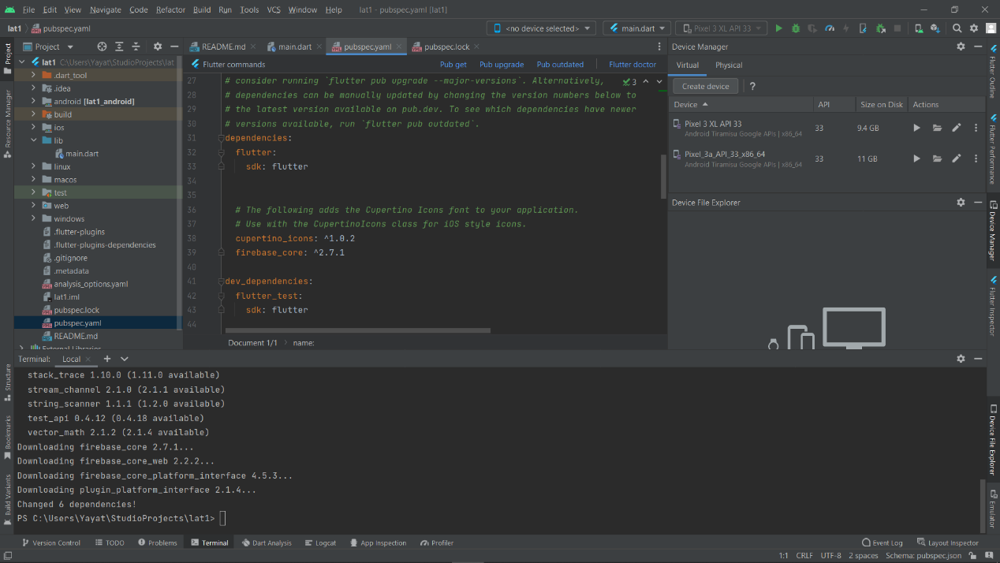 File Edit View Navigate Code Refactor Build Run Tools VCS Window Help lat1 - pubspec.yaml [lat1]
lat1 pubspec.yaml <no device selected> main.dart Pixel 3 XL API 33
Project
README.md main.dart pubspec.yaml pubspec.lock
Device Manager
Flutter commands Pub get Pub upgrade Pub outdated Flutter doctor
Virtual Physical
Create device ?
Device API Size on Disk Actions
Pixel 3 XL API 33 33 9.4 GB
Android Tiramisu Google APIs | x86_64
Pixel_3a_API_33_x86_64 33 11 GB
Android Tiramisu Google APIs | x86_64
Device File Explorer
lat1 C:\Users\Yayat\StudioProjects\lat
.dart_tool
.idea
android [lat1_android]
build
ios
lib
main.dart
linux
macos
test
web
windows
.flutter-plugins
.flutter-plugins-dependencies
.gitignore
.metadata
analysis_options.yaml
lat1.iml
pubspec.lock
pubspec.yaml
README.md
External Libraries
3
27 # consider running `flutter pub upgrade --major-versions`. Alternatively,
28 # dependencies can be manually updated by changing the version numbers below to
29 # the latest version available on pub.dev. To see which dependencies have newer
30 # versions available, run `flutter pub outdated`.
31 dependencies:
32 flutter:
33 sdk: flutter
34
35
36 # The following adds the Cupertino Icons font to your application.
37 # Use with the CupertinoIcons class for iOS style icons.
38 cupertino_icons: ^1.0.2
39 firebase_core: ^2.7.1
40
41 dev_dependencies:
42 flutter_test:
43 sdk: flutter
44
Document 1/1 name:
Terminal: Local
stack_trace 1.10.0 (1.11.0 available)
stream_channel 2.1.0 (2.1.1 available)
string_scanner 1.1.1 (1.2.0 available)
test_api 0.4.12 (0.4.18 available)
vector_math 2.1.2 (2.1.4 available)
Downloading firebase_core 2.7.1...
Downloading firebase_core_web 2.2.2...
Downloading firebase_core_platform_interface 4.5.3...
Downloading plugin_platform_interface 2.1.4...
Changed 6 dependencies!
PS C:\Users\Yayat\StudioProjects\lat1>
Project
Resource Manager
Structure
Bookmarks
Build Variants
Flutter Outline
Flutter Performance
Device Manager
Flutter Inspector
Device File Explorer
Emulator
Version Control TODO Problems Terminal Dart Analysis Logcat App Inspection Profiler Event Log Layout Inspector
1:1 CRLF UTF-8 2 spaces Schema: pubspec.json